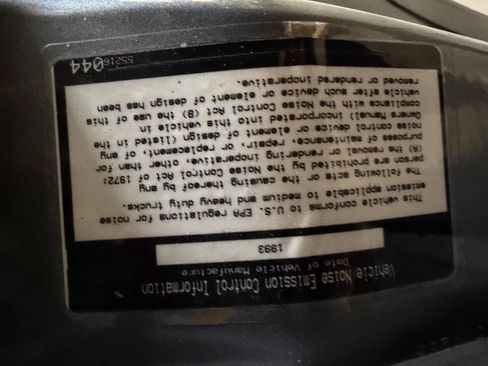 Vehicle Noise Emission Control Information
Date of Vehicle Manufacture
1993
This vehicle conforms to U.S. EPA regulations for noise
emission applicable to medium and heavy duty trucks.
The following acts or the causing thereof by any
person are prohibited by the Noise Control Act of 1972:
(A) the removal or rendering inoperative, other than for
purposes of maintenance, repair, or replacement, of any
noise control device or element of design (listed in the
Owners Manual) incorporated into this vehicle in
compliance with the Noise Control Act (B) the use of this
vehicle after such device or element of design has been
removed or rendered inoperative.
55216044